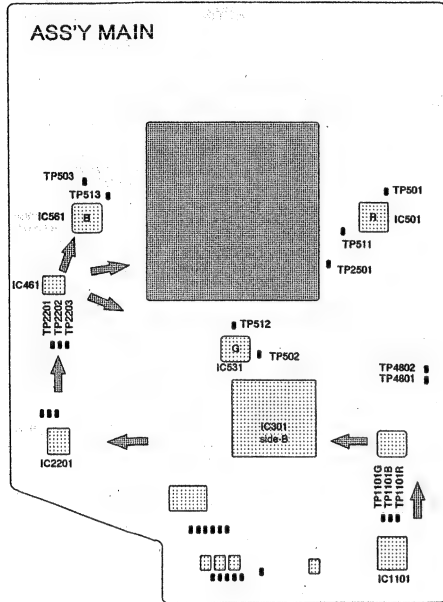 ASS'Y MAIN
TP503
TP513
IC561
B
TP501
R
IC501
TP511
TP2501
IC461
TP2201
TP2202
TP2203
TP512
G
TP502
IC531
TP4802
TP4801
IC301
side-B
IC2201
TP1101G
TP1101B
TP1101R
IC1101